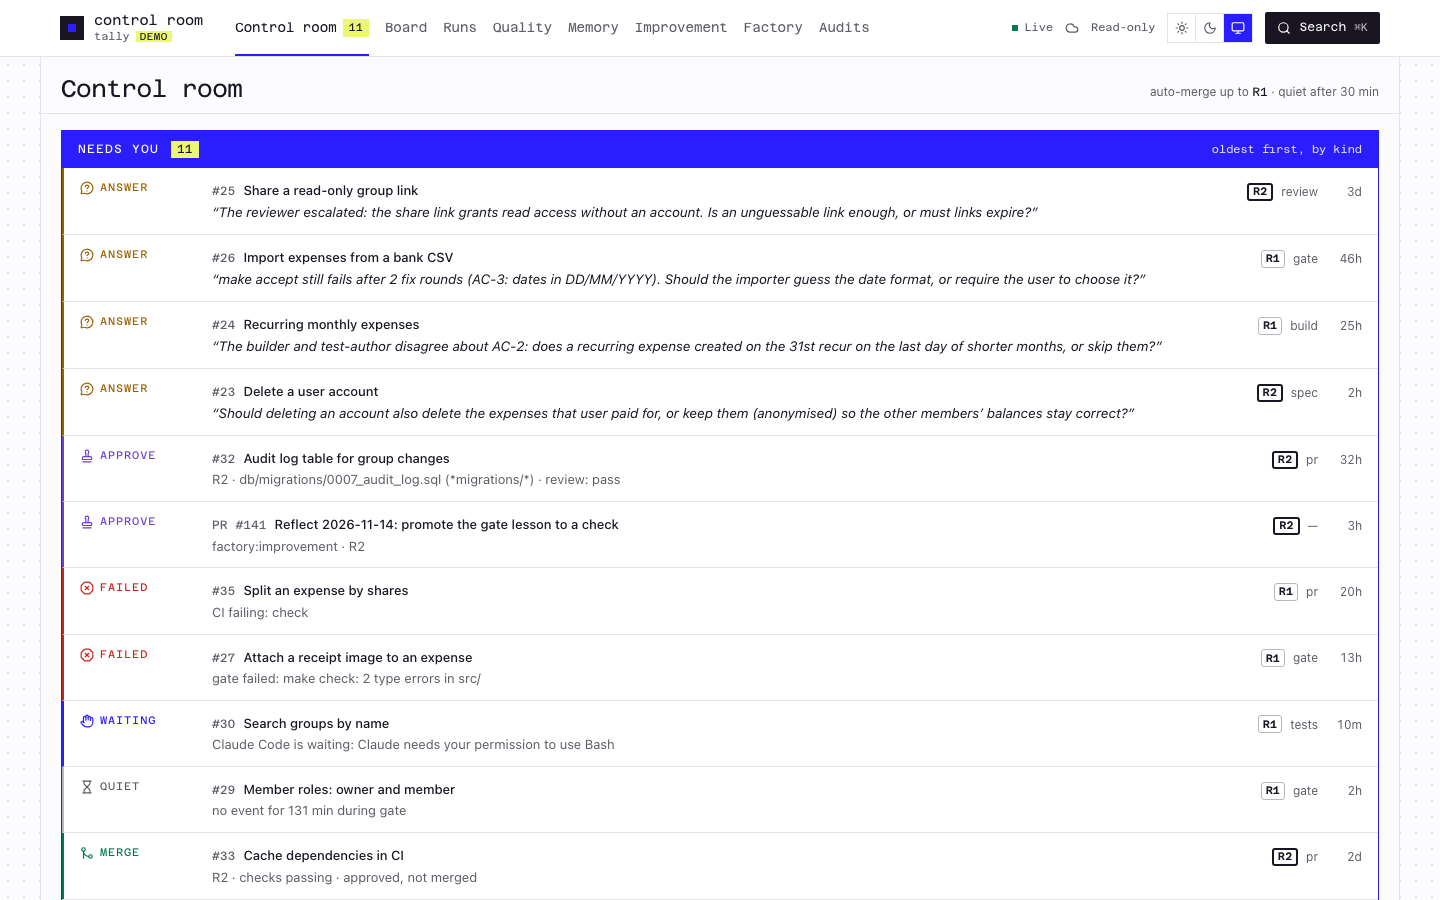 control room
tally DEMO
Control room 11 Board Runs Quality Memory Improvement Factory Audits
Live Read-only Search ⌘K
Control room
auto-merge up to R1 · quiet after 30 min
NEEDS YOU 11 oldest first, by kind
ANSWER #25 Share a read-only group link R2 review 3d
“The reviewer escalated: the share link grants read access without an account. Is an unguessable link enough, or must links expire?”
ANSWER #26 Import expenses from a bank CSV R1 gate 46h
“make accept still fails after 2 fix rounds (AC-3: dates in DD/MM/YYYY). Should the importer guess the date format, or require the user to choose it?”
ANSWER #24 Recurring monthly expenses R1 build 25h
“The builder and test-author disagree about AC-2: does a recurring expense created on the 31st recur on the last day of shorter months, or skip them?”
ANSWER #23 Delete a user account R2 spec 2h
“Should deleting an account also delete the expenses that user paid for, or keep them (anonymised) so the other members’ balances stay correct?”
APPROVE #32 Audit log table for group changes R2 pr 32h
R2 · db/migrations/0007_audit_log.sql (*migrations/*) · review: pass
APPROVE PR #141 Reflect 2026-11-14: promote the gate lesson to a check R2 — 3h
factory:improvement · R2
FAILED #35 Split an expense by shares R1 pr 20h
CI failing: check
FAILED #27 Attach a receipt image to an expense R1 gate 13h
gate failed: make check: 2 type errors in src/
WAITING #30 Search groups by name R1 tests 10m
Claude Code is waiting: Claude needs your permission to use Bash
QUIET #29 Member roles: owner and member R1 gate 2h
no event for 131 min during gate
MERGE #33 Cache dependencies in CI R2 pr 2d
R2 · checks passing · approved, not merged